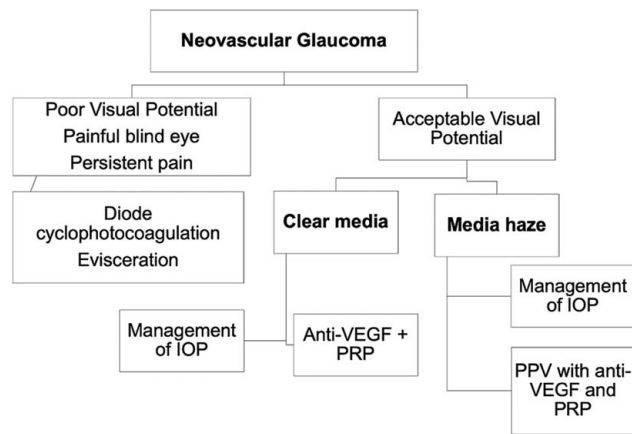 Neovascular Glaucoma
Poor Visual Potential
Painful blind eye
Persistent pain
Acceptable Visual
Potential
Diode
cyclophotocoagulation
Evisceration
Clear media
Media haze
Management
of IOP
Anti-VEGF +
PRP
Management
of IOP
PPV with anti-
VEGF and
PRP